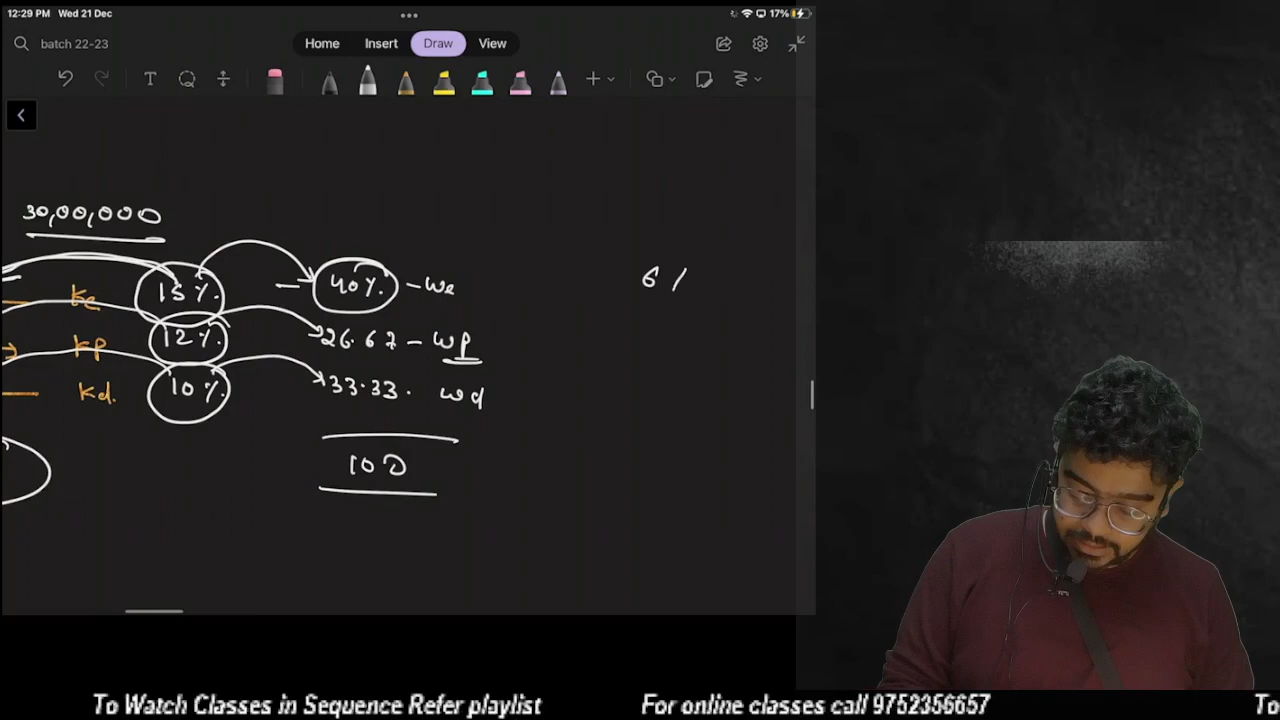 12:29 PM Wed 21 Dec
17%
batch 22-23
Home Insert Draw View
30,00,000
Ke 15 %. 40%. - We
Kp 12 %. 26.67 - wp
Kd. 10 %. 33.33. wd
100
6 /
To Watch Classes in Sequence Refer playlist For online classes call 9752356657 To